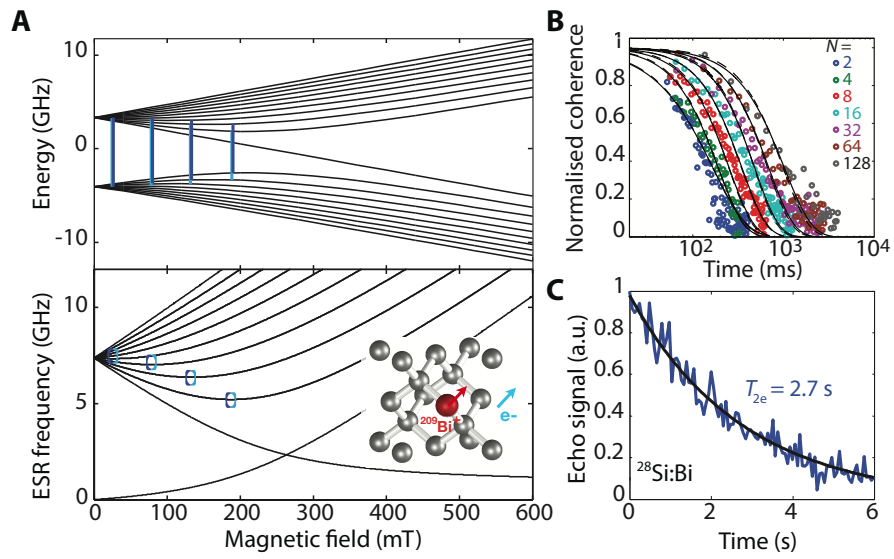 A
Energy (GHz)
10
0
-10
ESR frequency (GHz)
10
5
0
0 100 200 300 400 500 600
Magnetic field (mT)
209Bi+
e-
B
Normalised coherence
1
0.8
0.6
0.4
0.2
0
N =
2
4
8
16
32
64
128
10² 10³ 10⁴
Time (ms)
C
Echo signal (a.u.)
1
0.8
0.6
0.4
0.2
0
T2e = 2.7 s
28Si:Bi
0 2 4 6
Time (s)